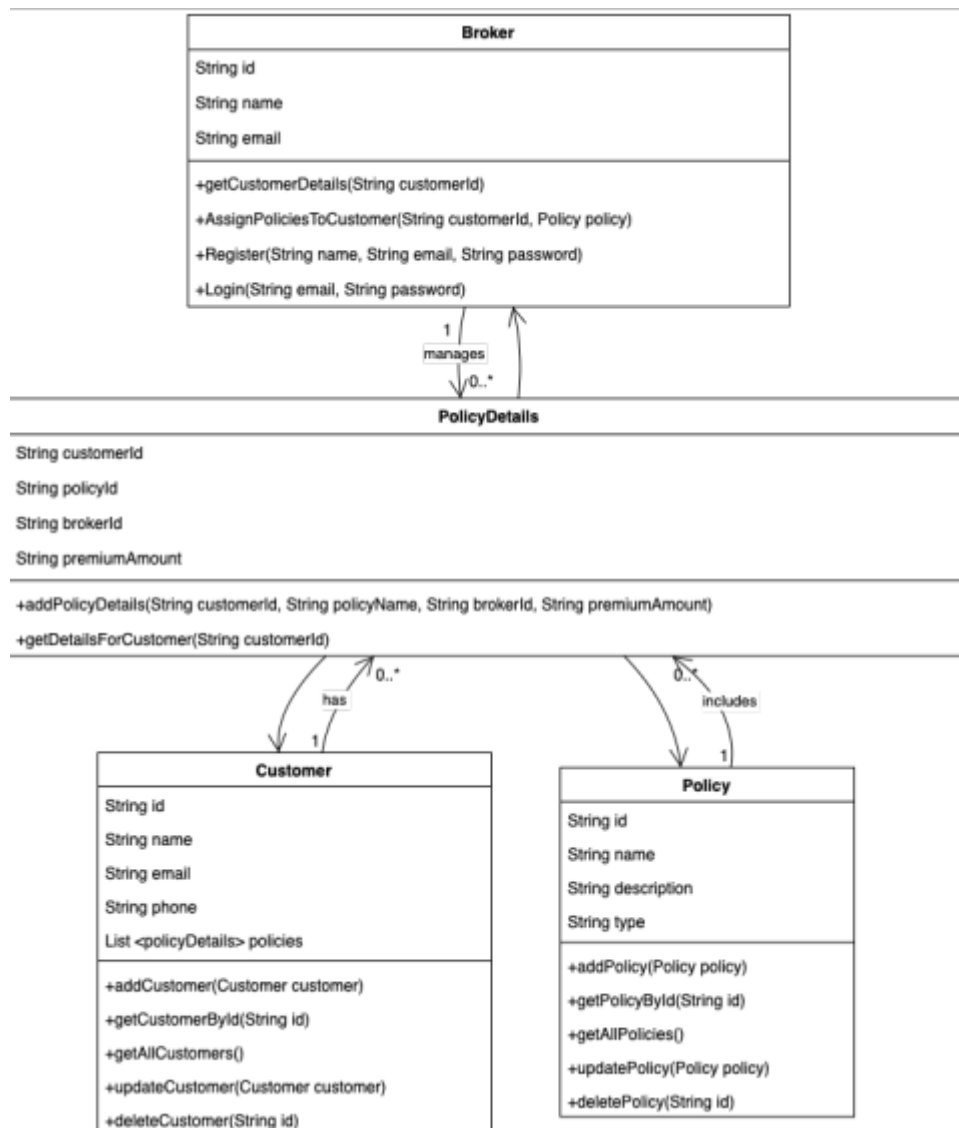 Broker
String id
String name
String email
+getCustomerDetails(String customerId)
+AssignPoliciesToCustomer(String customerId, Policy policy)
+Register(String name, String email, String password)
+Login(String email, String password)
1
manages
0..*
PolicyDetails
String customerId
String policyId
String brokerId
String premiumAmount
+addPolicyDetails(String customerId, String policyName, String brokerId, String premiumAmount)
+getDetailsForCustomer(String customerId)
0..*
has
1
0..*
includes
1
Customer
String id
String name
String email
String phone
List <policyDetails> policies
+addCustomer(Customer customer)
+getCustomerById(String id)
+getAllCustomers()
+updateCustomer(Customer customer)
+deleteCustomer(String id)
Policy
String id
String name
String description
String type
+addPolicy(Policy policy)
+getPolicyById(String id)
+getAllPolicies()
+updatePolicy(Policy policy)
+deletePolicy(String id)